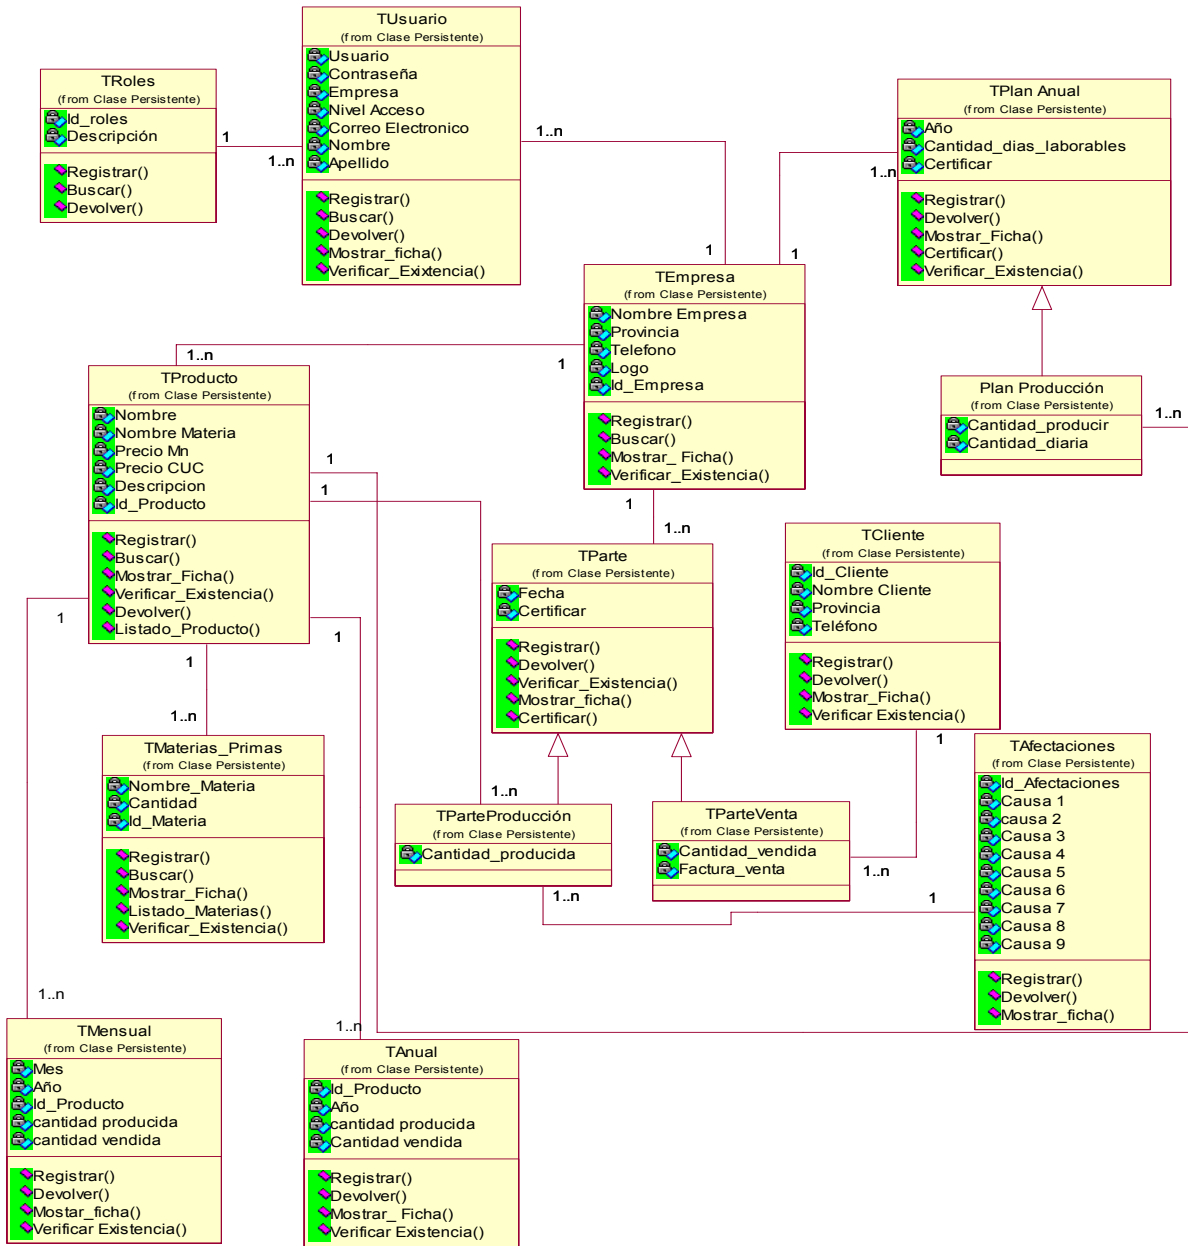 TUsuario
(from Clase Persistente)
Usuario
Contraseña
Empresa
Nivel Acceso
Correo Electronico
Nombre
Apellido
Registrar()
Buscar()
Devolver()
Mostrar_ficha()
Verificar_Exixtencia()
TRoles
(from Clase Persistente)
Id_roles
Descripción
Registrar()
Buscar()
Devolver()
1
1..n
1..n
1
TPlan Anual
(from Clase Persistente)
Año
Cantidad_dias_laborables
Certificar
Registrar()
Devolver()
Mostrar_Ficha()
Certificar()
Verificar_Existencia()
1..n
1
TEmpresa
(from Clase Persistente)
Nombre Empresa
Provincia
Telefono
Logo
Id_Empresa
Registrar()
Buscar()
Mostrar_ Ficha()
Verificar_Existencia()
1..n
1
Plan Producción
(from Clase Persistente)
Cantidad_producir
Cantidad_diaria
1..n
TProducto
(from Clase Persistente)
Nombre
Nombre Materia
Precio Mn
Precio CUC
Descripcion
Id_Producto
Registrar()
Buscar()
Mostrar_Ficha()
Verificar_Existencia()
Devolver()
Listado_Producto()
1
1
1
1..n
TParte
(from Clase Persistente)
Fecha
Certificar
Registrar()
Devolver()
Verificar_Existencia()
Mostrar_ficha()
Certificar()
TCliente
(from Clase Persistente)
Id_Cliente
Nombre Cliente
Provincia
Teléfono
Registrar()
Devolver()
Mostrar_Ficha()
Verificar Existencia()
1
1
1
1..n
TMaterias_Primas
(from Clase Persistente)
Nombre_Materia
Cantidad
Id_Materia
Registrar()
Buscar()
Mostrar_Ficha()
Listado_Materias()
Verificar_Existencia()
1..n
TParteProducción
(from Clase Persistente)
Cantidad_producida
1..n
TParteVenta
(from Clase Persistente)
Cantidad_vendida
Factura_venta
1
1..n
1
TAfectaciones
(from Clase Persistente)
Id_Afectaciones
Causa 1
causa 2
Causa 3
Causa 4
Causa 5
Causa 6
Causa 7
Causa 8
Causa 9
Registrar()
Devolver()
Mostrar_ficha()
1..n
TMensual
(from Clase Persistente)
Mes
Año
Id_Producto
cantidad producida
cantidad vendida
Registrar()
Devolver()
Mostar_ficha()
Verificar Existencia()
1..n
TAnual
(from Clase Persistente)
Id_Producto
Año
cantidad producida
Cantidad vendida
Registrar()
Devolver()
Mostrar_ Ficha()
Verificar Existencia()